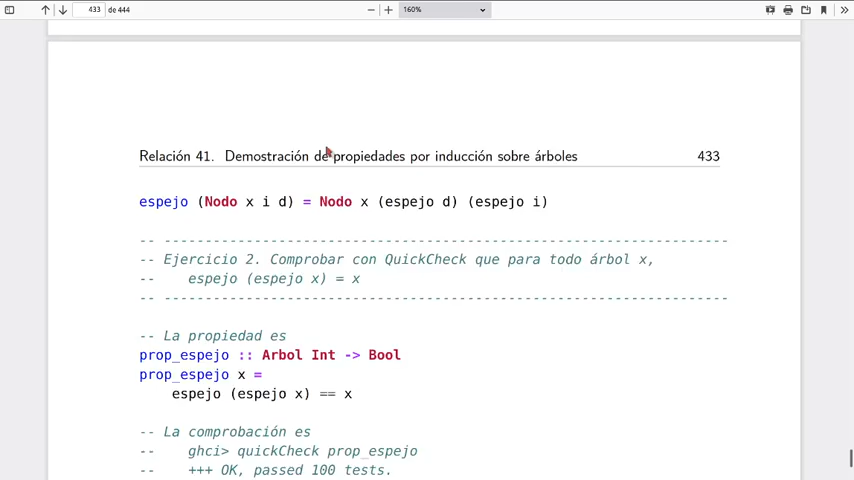 433 de 444 160%
Relación 41. Demostración de propiedades por inducción sobre árboles 433
espejo (Nodo x i d) = Nodo x (espejo d) (espejo i)
-- ---------------------------------------------------------------------
-- Ejercicio 2. Comprobar con QuickCheck que para todo árbol x,
--    espejo (espejo x) = x
-- ---------------------------------------------------------------------
-- La propiedad es
prop_espejo :: Arbol Int -> Bool
prop_espejo x =
    espejo (espejo x) == x
-- La comprobación es
--    ghci> quickCheck prop_espejo
--    +++ OK, passed 100 tests.